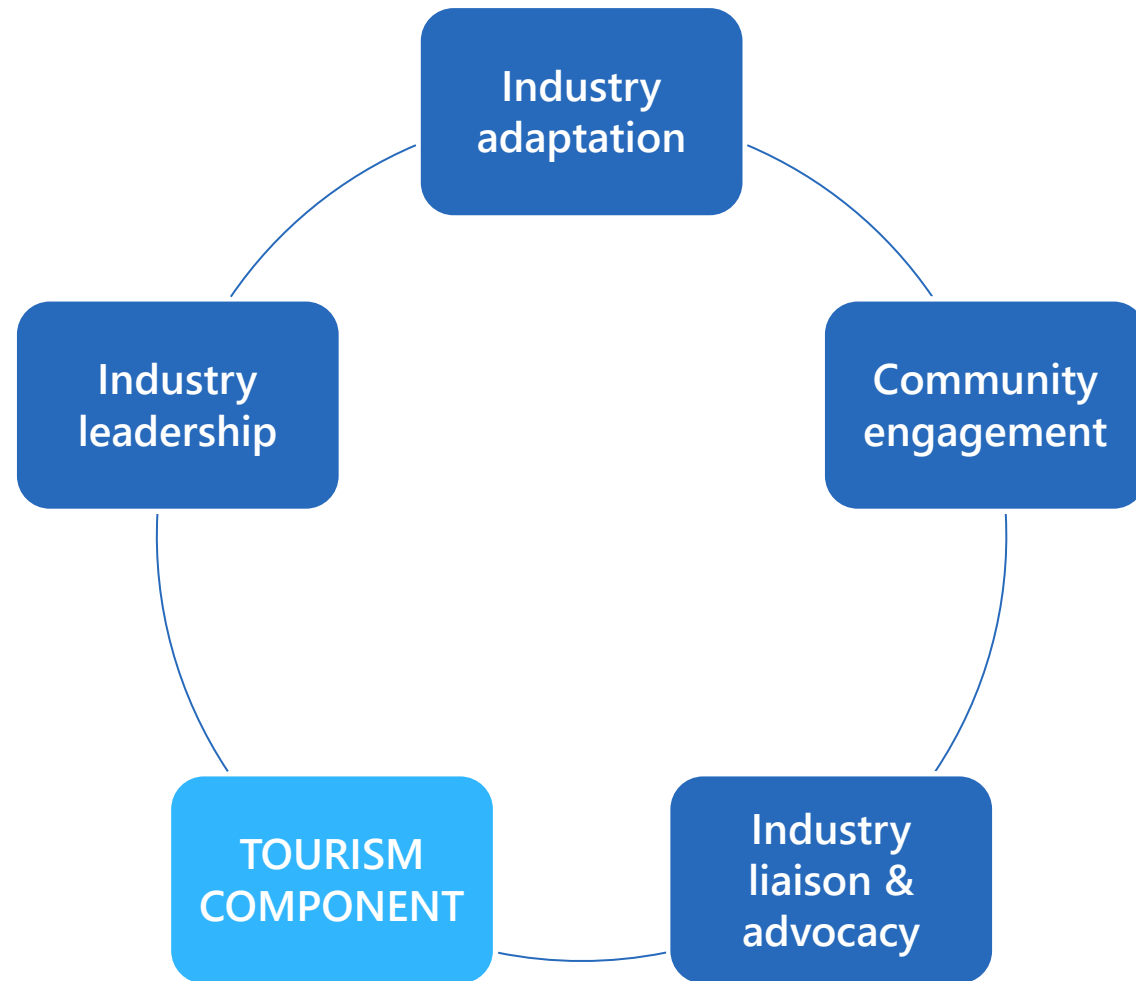 Industry
adaptation
Industry
leadership
Community
engagement
TOURISM
COMPONENT
Industry
liaison &
advocacy